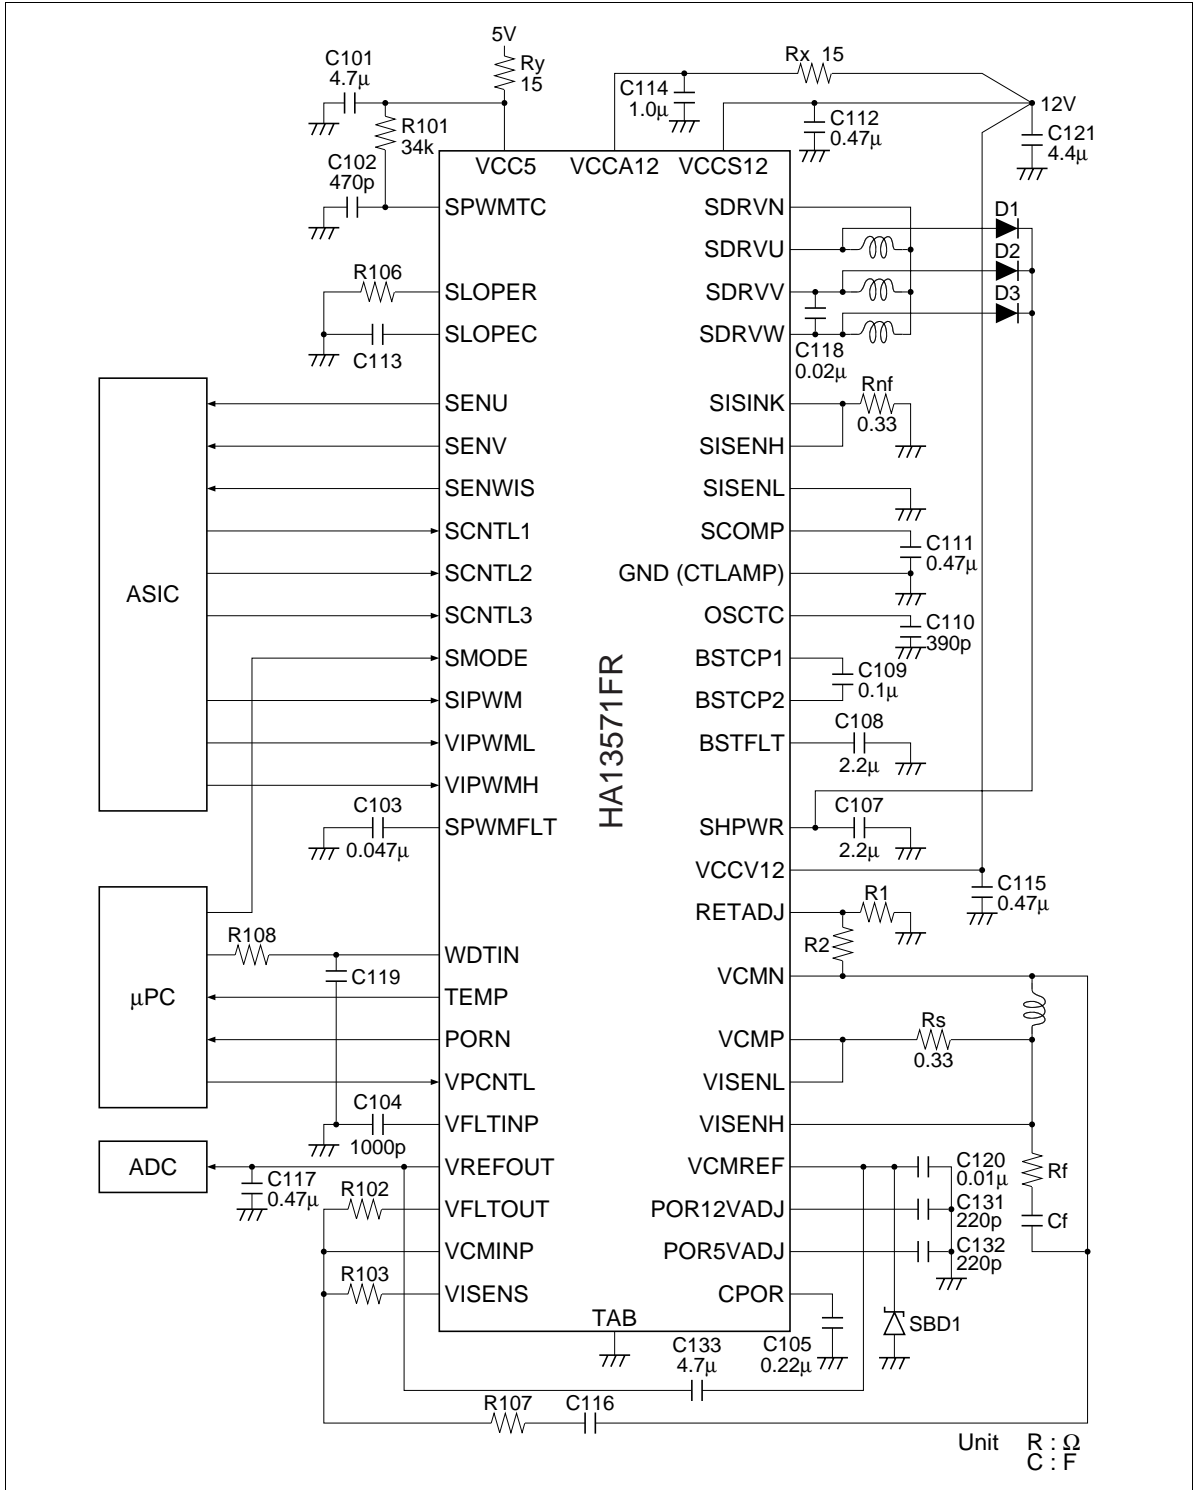 5V
C101
4.7μ
Ry
15
Rx 15
C114
1.0μ
12V
R101
34k
C112
0.47μ
C121
4.4μ
C102
470p
VCC5
VCCA12
VCCS12
SPWMTC
SDRVN
D1
SDRVU
D2
R106
SLOPER
SDRVV
D3
SLOPEC
SDRVW
C113
C118
0.02μ
SENU
SISINK
Rnf
0.33
SENV
SISENH
SENWIS
SISENL
SCNTL1
SCOMP
C111
0.47μ
ASIC
SCNTL2
GND (CTLAMP)
SCNTL3
OSCTC
C110
390p
SMODE
HA13571FR
BSTCP1
C109
0.1μ
SIPWM
BSTCP2
C108
2.2μ
VIPWML
BSTFLT
VIPWMH
C103
0.047μ
SPWMFLT
SHPWR
C107
2.2μ
VCCV12
C115
0.47μ
R1
RETADJ
R2
R108
WDTIN
C119
VCMN
μPC
TEMP
PORN
VCMP
Rs
0.33
VPCNTL
VISENL
C104
1000p
VFLTINP
VISENH
ADC
VREFOUT
VCMREF
C120
0.01μ
Rf
C117
0.47μ
R102
VFLTOUT
POR12VADJ
C131
220p
Cf
VCMINP
POR5VADJ
C132
220p
R103
VISENS
CPOR
TAB
C105
0.22μ
SBD1
C133
4.7μ
R107
C116
Unit R : Ω
C : F